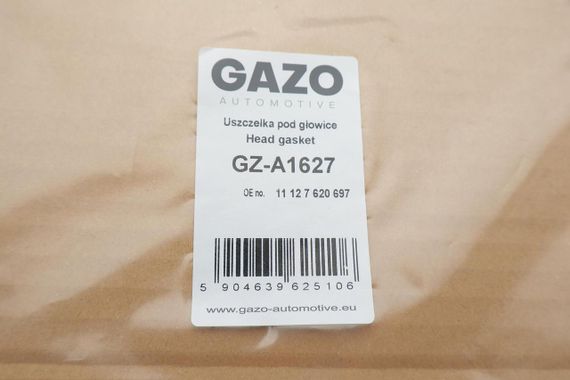 GAZO
AUTOMOTIVE
Uszczelka pod głowice
Head gasket
GZ-A1627
OE no. 11 12 7 620 697
5 904639 625106
www.gazo-automotive.eu